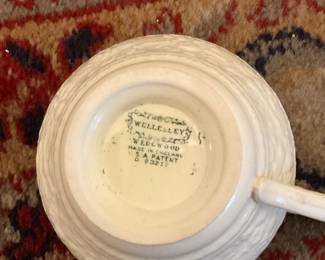 WELLESLEY
WEDGWOOD
MADE IN ENGLAND
S A PATENT
D